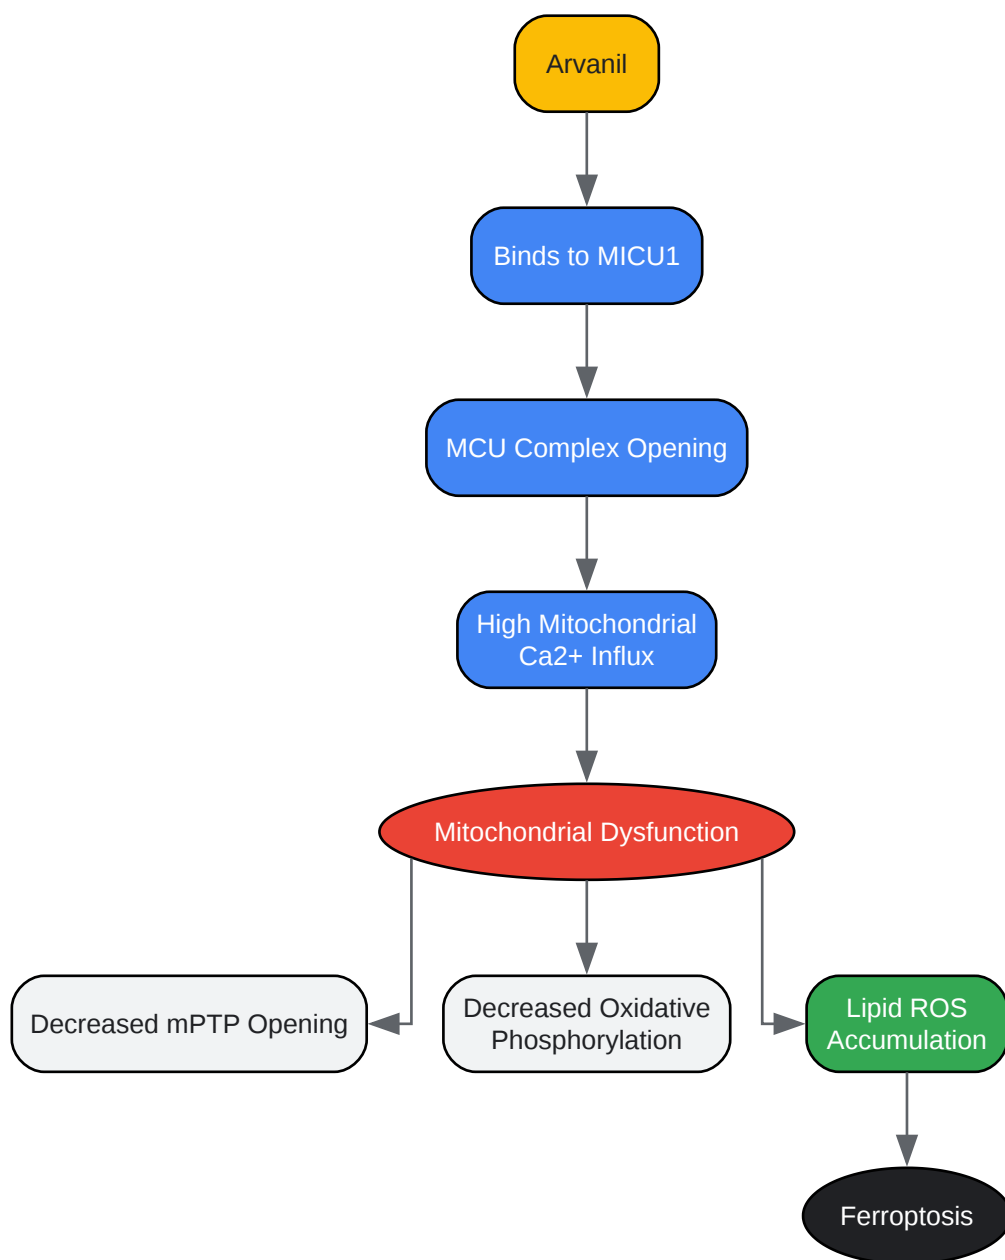 Arvanil
Binds to MICU1
MCU Complex Opening
High Mitochondrial
Ca2+ Influx
Mitochondrial Dysfunction
Decreased mPTP Opening
Decreased Oxidative
Phosphorylation
Lipid ROS
Accumulation
Ferroptosis